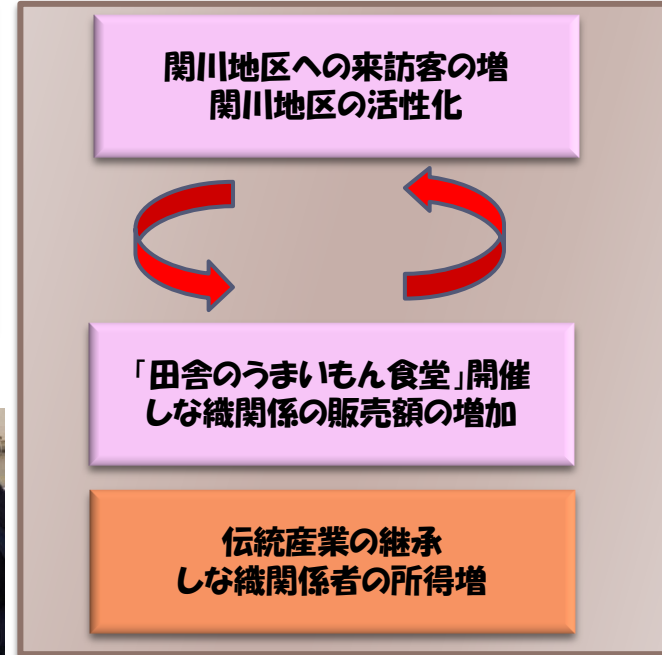 関川地区への来訪客の増
関川地区の活性化
「田舎のうまいもん食堂」開催
しな織関係の販売額の増加
伝統産業の継承
しな織関係者の所得増